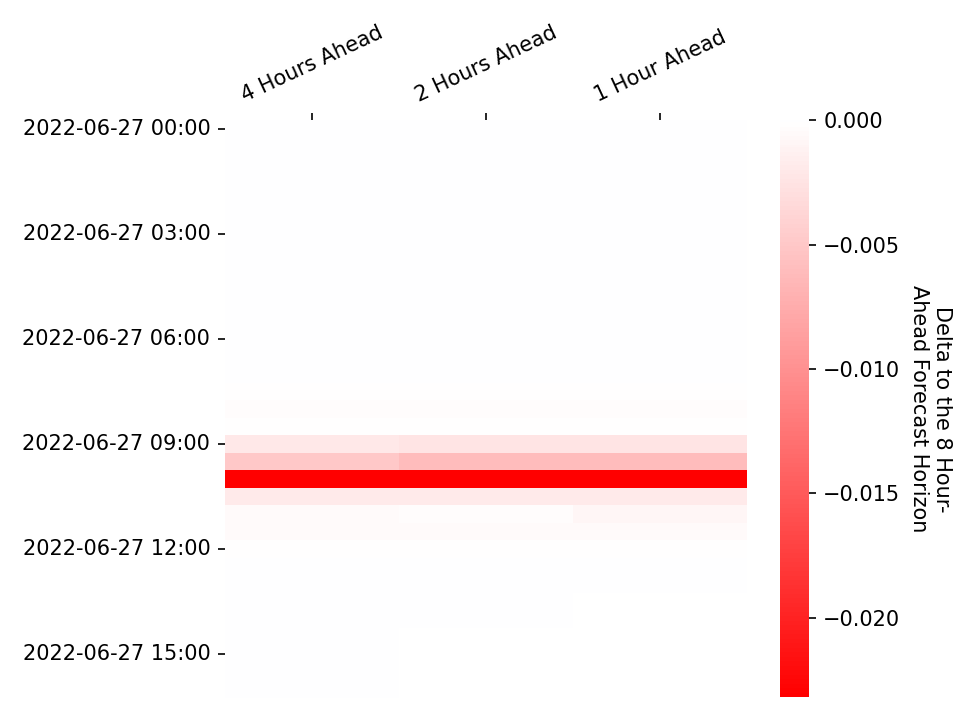 4 Hours Ahead
2 Hours Ahead
1 Hour Ahead
2022-06-27 00:00
2022-06-27 03:00
2022-06-27 06:00
2022-06-27 09:00
2022-06-27 12:00
2022-06-27 15:00
0.000
−0.005
−0.010
−0.015
−0.020
Delta to the 8 Hour-
Ahead Forecast Horizon